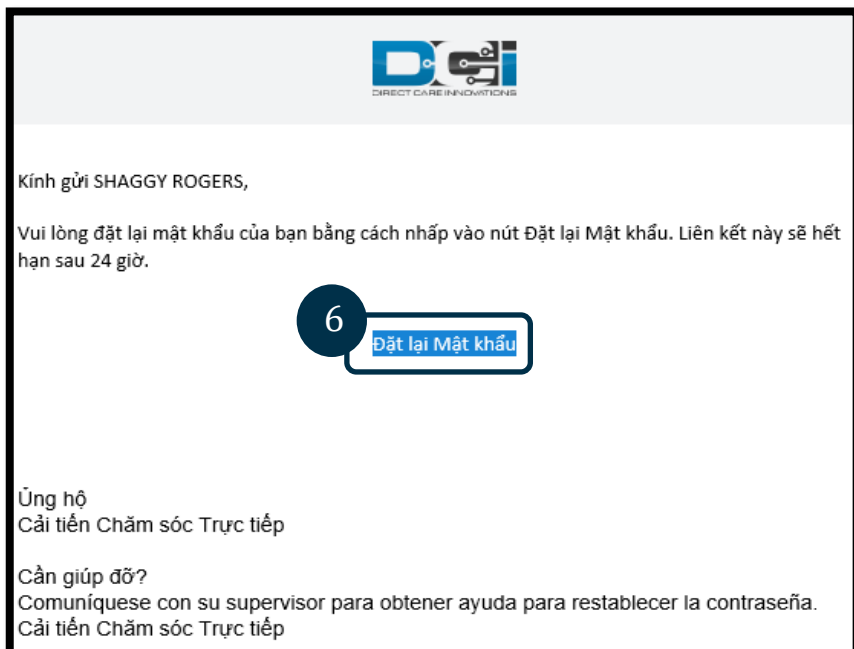 DCI
DIRECT CARE INNOVATIONS
Kính gửi SHAGGY ROGERS,
Vui lòng đặt lại mật khẩu của bạn bằng cách nhấp vào nút Đặt lại Mật khẩu. Liên kết này sẽ hết
hạn sau 24 giờ.
6
Đặt lại Mật khẩu
Ủng hộ
Cải tiến Chăm sóc Trực tiếp
Cần giúp đỡ?
Comuníquese con su supervisor para obtener ayuda para restablecer la contraseña.
Cải tiến Chăm sóc Trực tiếp